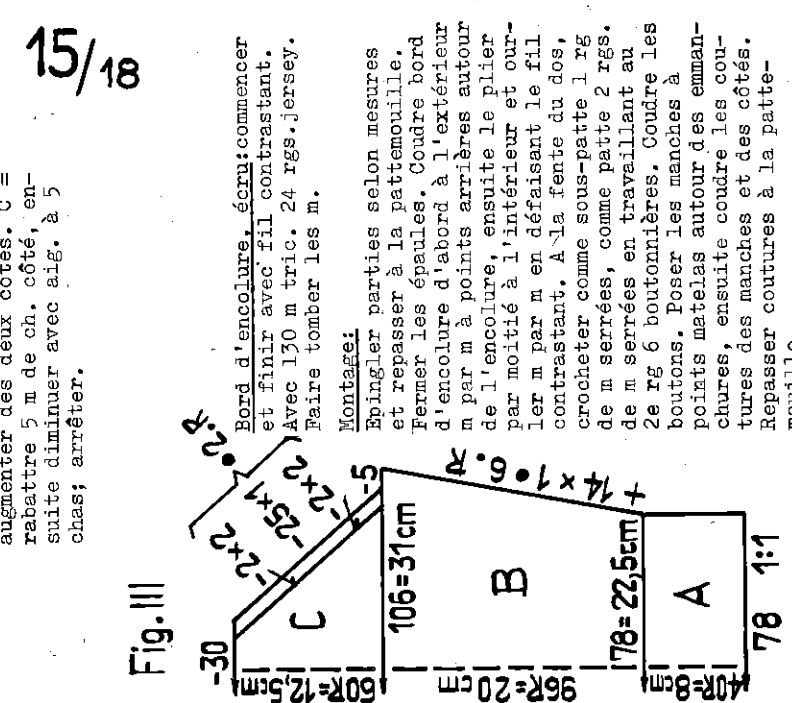 15/18
augmenter des deux côtés. C =
rabattre 5 m de ch. côté, en-
suite diminuer avec aig. à 5
chas; arrêter.
Bord d'encolure, écru:commencer
et finir avec fil contrastant.
Avec 130 m tric. 24 rgs.jersey.
Faire tomber les m.
Montage:
Epingler parties selon mesures
et repasser à la pattemouille.
Fermer les épaules. Coudre bord
d'encolure d'abord à l'extérieur
m par m à points arrières autour
de l'encolure, ensuite le plier
par moitié à l'intérieur et our-
ler m par m en défaisant le fil
contrastant. A la fente du dos,
crocheter comme sous-patte 1 rg
de m serrées, comme patte 2 rgs.
de m serrées en travaillant au
2e rg 6 boutonnières. Coudre les
boutons. Poser les manches à
points matelas autour des emman-
chures, ensuite coudre les cou-
tures des manches et des côtés.
Repasser coutures à la patte-
mouille.
Fig.III
-30
-2×2
-25×1
-2×2
•2.R
-5
C
60R=12,5cm
106=31cm
B
96R=20cm
+14×1•6.R
78=22,5cm
A
40R=8cm
78 1:1